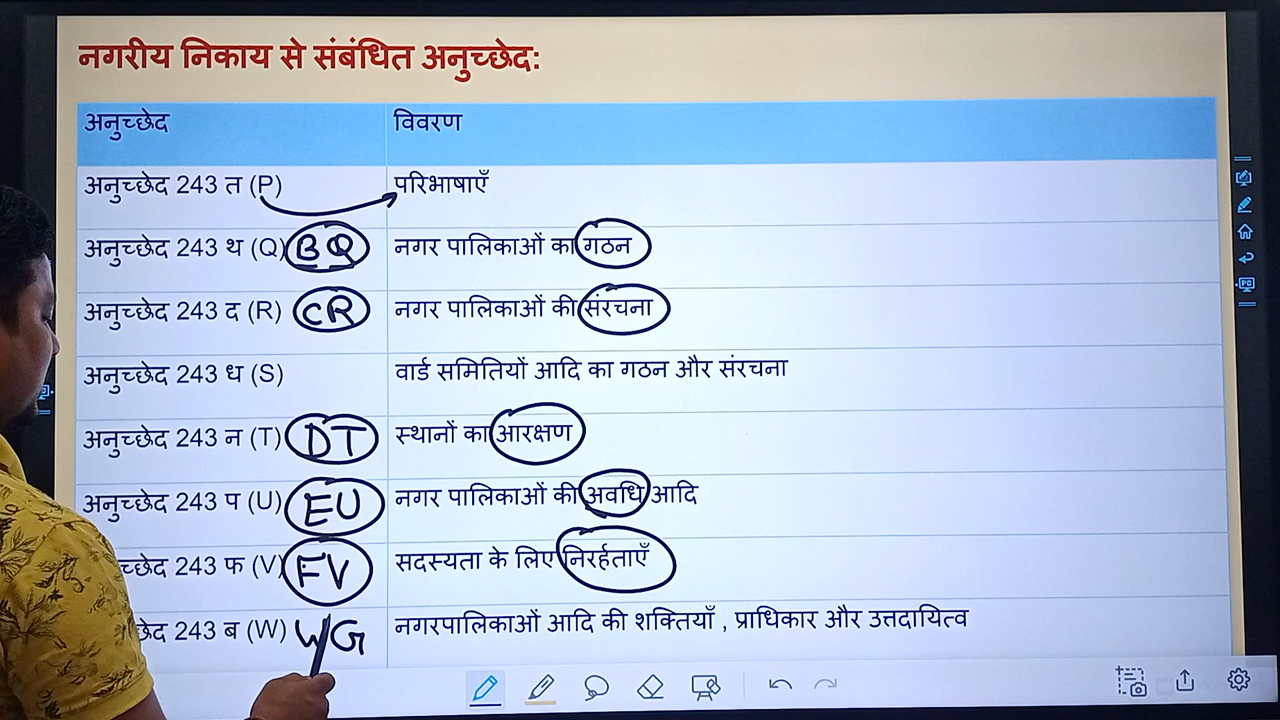 नगरीय निकाय से संबंधित अनुच्छेद:
अनुच्छेद विवरण
अनुच्छेद 243 त (P) परिभाषाएँ
अनुच्छेद 243 थ (Q) BQ नगर पालिकाओं का गठन
अनुच्छेद 243 द (R) CR नगर पालिकाओं की संरचना
अनुच्छेद 243 ध (S) वार्ड समितियों आदि का गठन और संरचना
अनुच्छेद 243 न (T) DT स्थानों का आरक्षण
अनुच्छेद 243 प (U) EU नगर पालिकाओं की अवधि आदि
च्छेद 243 फ (V) FV सदस्यता के लिए निरर्हताएँ
छेद 243 ब (W) WG नगरपालिकाओं आदि की शक्तियाँ , प्राधिकार और उत्तदायित्व